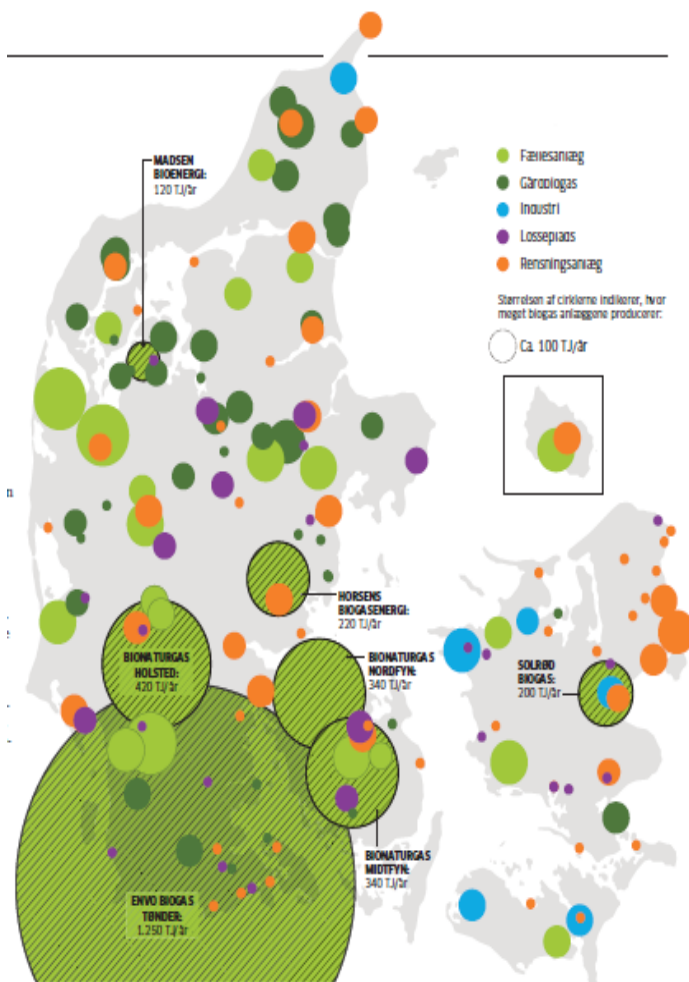 MADSEN
BIOENERGI:
120 TJ/år
Fællesanlæg
Gårdbiogas
Industri
Losseplads
Rensningsanlæg
Størrelsen af cirklerne indikerer, hvor
meget biogas anlæggene producerer:
Ca. 100 TJ/år
n
HORSENS
BIOGASENERGI:
220 TJ/år
BIONATURGAS
HOLSTED:
420 TJ/år
BIONATURGAS
NORDFYN:
340 TJ/år
SOLRØD
BIOGAS:
200 TJ/år
BIONATURGAS
MIDTFYN:
340 TJ/år
ENVO BIOGAS
TØNDER:
1.250 TJ/år